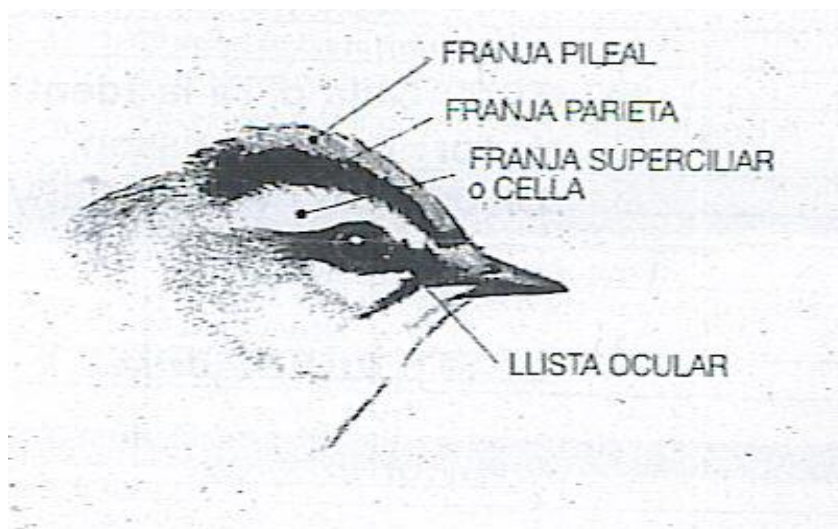 FRANJA PILEAL
FRANJA PARIETA
FRANJA SUPERCILIAR
o CELLA
LLISTA OCULAR